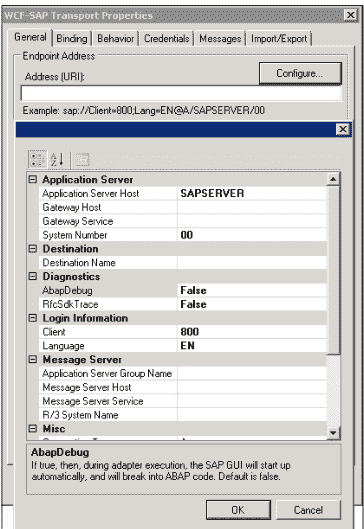 WCF-SAP Transport Properties
General Binding Behavior Credentials Messages Import/Export
Endpoint Address
Address (URI):
Configure...
Example: sap://Client=800;Lang=EN@A/SAPSERVER/00
Application Server
Application Server Host SAPSERVER
Gateway Host
Gateway Service
System Number 00
Destination
Destination Name
Diagnostics
AbapDebug False
RfcSdkTrace False
Login Information
Client 800
Language EN
Message Server
Application Server Group Name
Message Server Host
Message Server Service
R/3 System Name
Misc
AbapDebug
If true, then, during adapter execution, the SAP GUI will start up
automatically, and will break into ABAP code. Default is false.
OK Cancel